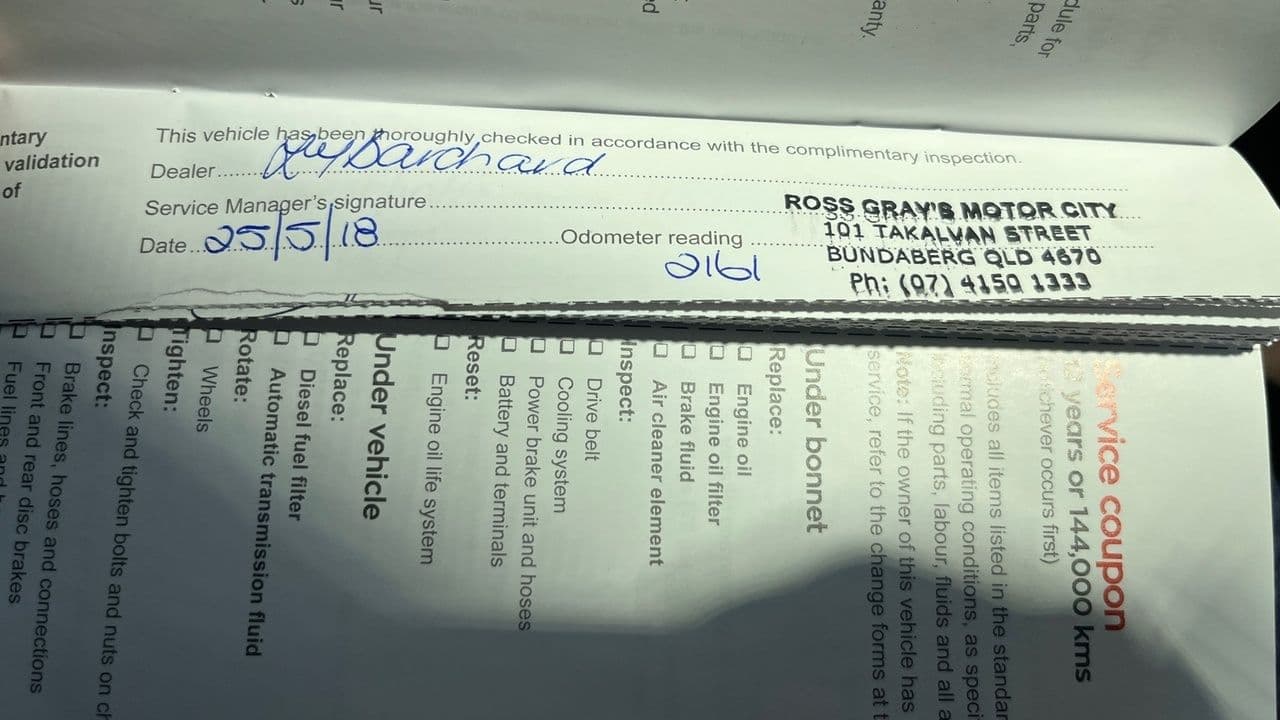 dule for
parts,
anty.
ntary
validation
of
This vehicle has been thoroughly checked in accordance with the complimentary inspection.
Dealer
Service Manager's signature
Date 25/5/18 Odometer reading 2161
ROSS GRAY'S MOTOR CITY
101 TAKALVAN STREET
BUNDABERG QLD 4670
Ph: (07) 4150 1333
Service coupon
years or 144,000 kms
whichever occurs first)
all items listed in the standar
normal operating conditions, as speci
including parts, labour, fluids and all a
Note: If the owner of this vehicle has
service, refer to the change forms at t
Under bonnet
Replace:
Engine oil
Engine oil filter
Brake fluid
Air cleaner element
Inspect:
Drive belt
Cooling system
Power brake unit and hoses
Battery and terminals
Reset:
Engine oil life system
Under vehicle
Replace:
Diesel fuel filter
Automatic transmission fluid
Rotate:
Wheels
Tighten:
Check and tighten bolts and nuts on ch
Inspect:
Brake lines, hoses and connections
Front and rear disc brakes
Fuel lines and